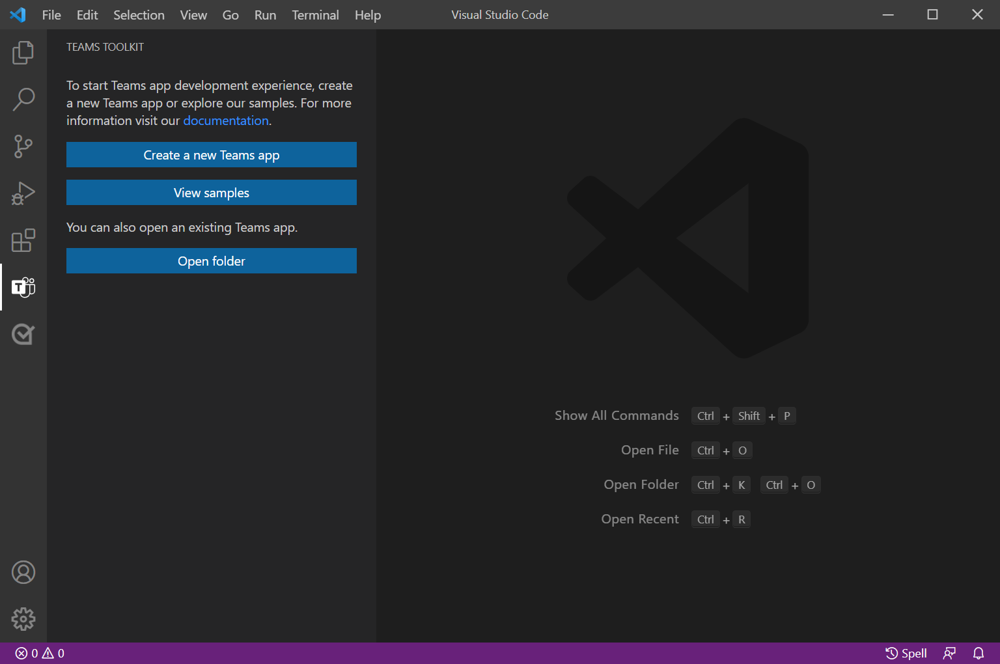 File Edit Selection View Go Run Terminal Help Visual Studio Code
TEAMS TOOLKIT
To start Teams app development experience, create
a new Teams app or explore our samples. For more
information visit our documentation.
Create a new Teams app
View samples
You can also open an existing Teams app.
Open folder
T
Show All Commands Ctrl + Shift + P
Open File Ctrl + O
Open Folder Ctrl + K Ctrl + O
Open Recent Ctrl + R
0 0 Spell